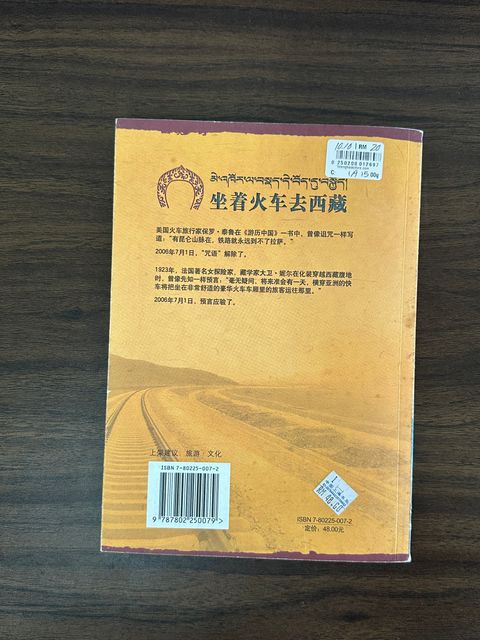 RM 20
9 250200 017697
C:
坐着火车去西藏
美国火车旅行家保罗·泰鲁在《游历中国》一书中，曾像诅咒一样写
道：“有昆仑山脉在，铁路就永远到不了拉萨。”
2006年7月1日，“咒语”解除了。
1923年，法国著名女探险家、藏学家大卫·妮尔在化装穿越西藏腹地
时，曾像先知一样预言：“毫无疑问，将来准会有一天，横穿亚洲的快
车将把坐在非常舒适的豪华火车车厢里的旅客运往那里。”
2006年7月1日，预言应验了。
上架建议 旅游·文化
ISBN 7-80225-007-2
9 787802 250079 >
ISBN 7-80225-007-2
定价：48.00元